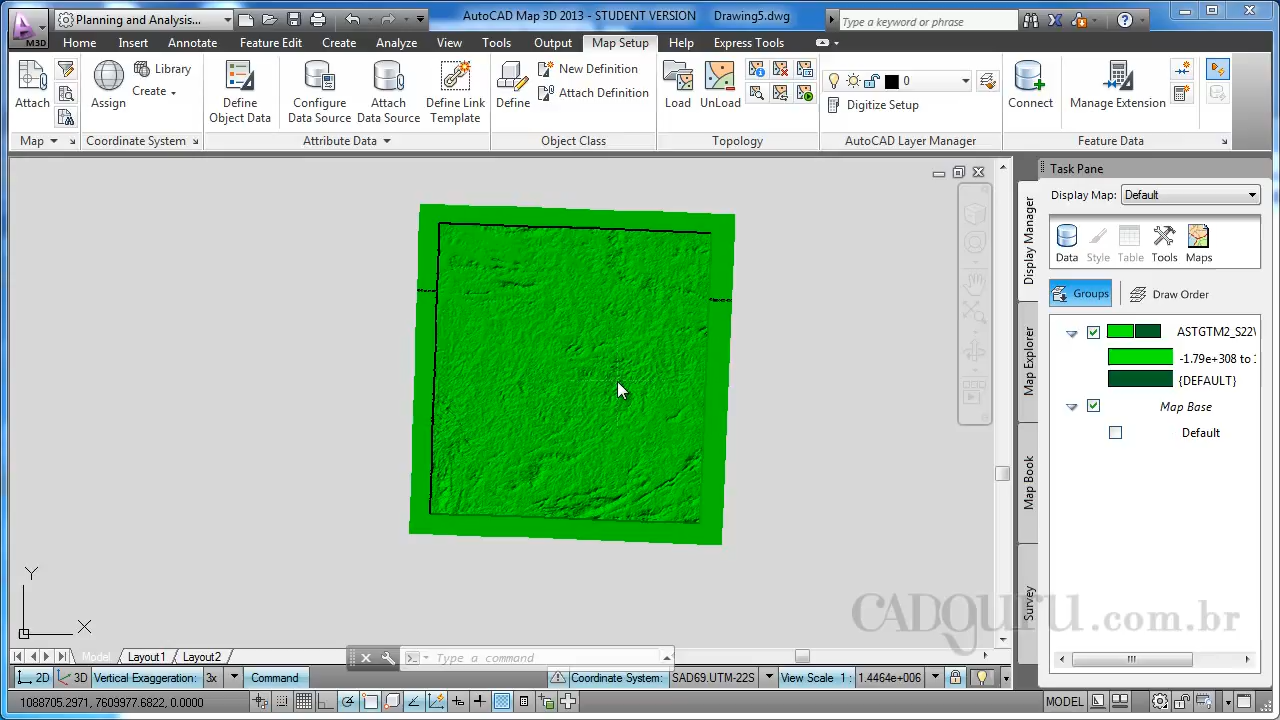 Planning and Analysis...
AutoCAD Map 3D 2013 - STUDENT VERSION Drawing5.dwg
Type a keyword or phrase
M3D
Home Insert Annotate Feature Edit Create Analyze View Tools Output Map Setup Help Express Tools
Attach
Assign
Library
Create
Define Object Data
Configure Data Source
Attach Data Source
Define Link Template
Define
New Definition
Attach Definition
Load
UnLoad
0
Digitize Setup
Connect
Manage Extension
Map
Coordinate System
Attribute Data
Object Class
Topology
AutoCAD Layer Manager
Feature Data
Task Pane
Display Map: Default
Data Style Table Tools Maps
Groups Draw Order
Display Manager
Map Explorer
Map Book
Survey
ASTGTM2_S22
-1.79e+308 to
{DEFAULT}
Map Base
Default
Y
X
CADGURU.com.br
Model Layout1 Layout2
Type a command
2D 3D Vertical Exaggeration: 3x Command
Coordinate System: SAD69.UTM-22S View Scale 1 : 1.4464e+006
1088705.2971, 7609977.6822, 0.0000
MODEL